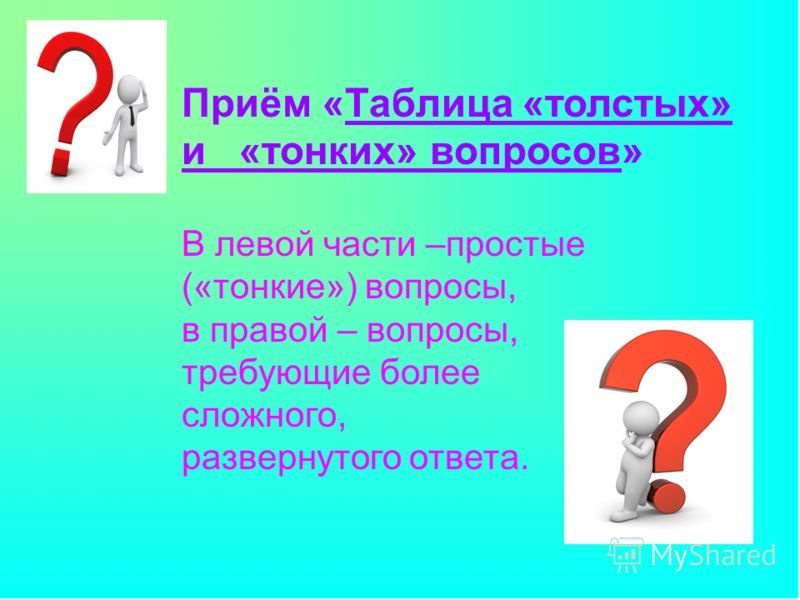 Приём «Таблица «толстых»
и «тонких» вопросов»
В левой части –простые
(«тонкие») вопросы,
в правой – вопросы,
требующие более
сложного,
развернутого ответа.
MyShared